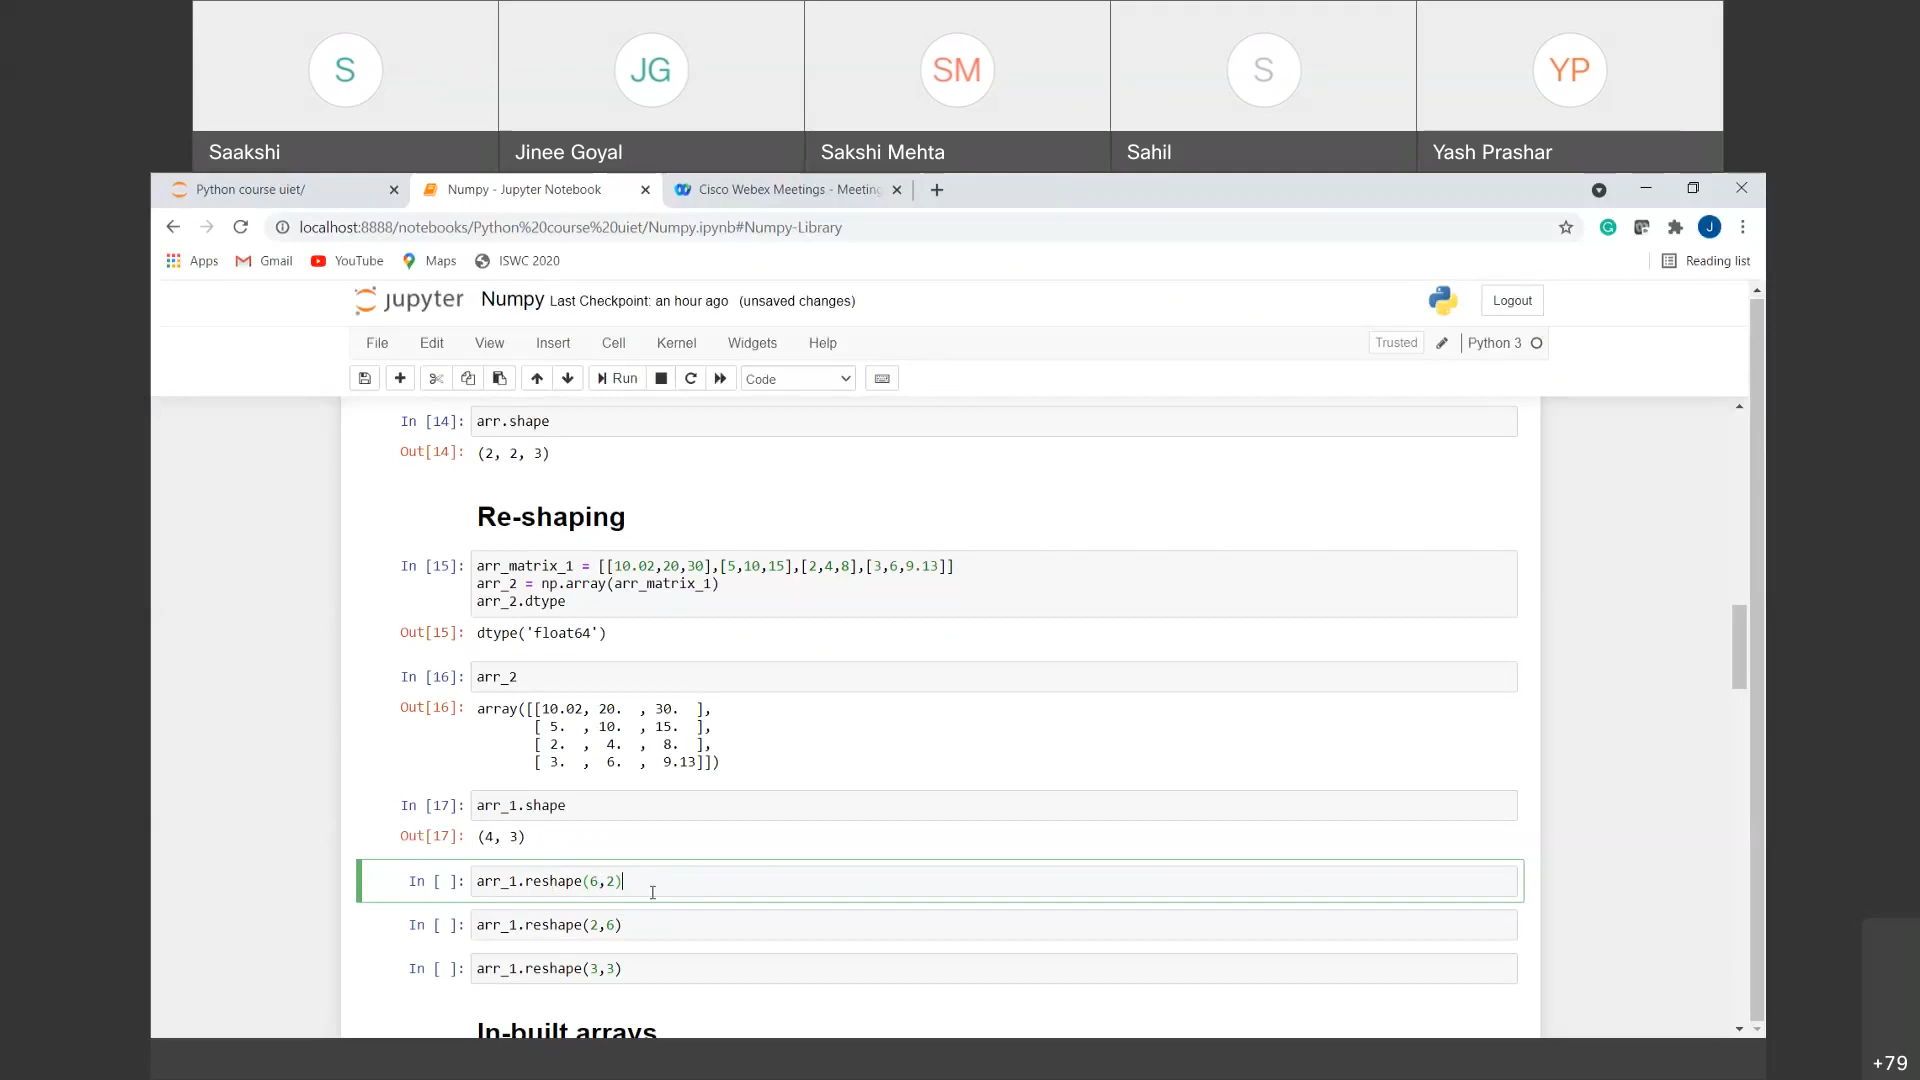 S
JG
SM
S
YP
Saakshi
Jinee Goyal
Sakshi Mehta
Sahil
Yash Prashar
Python course uiet/
Numpy - Jupyter Notebook
Cisco Webex Meetings - Meeting
localhost:8888/notebooks/Python%20course%20uiet/Numpy.ipynb#Numpy-Library
J
Apps
Gmail
YouTube
Maps
ISWC 2020
Reading list
jupyter Numpy Last Checkpoint: an hour ago (unsaved changes)
Logout
File Edit View Insert Cell Kernel Widgets Help
Trusted
Python 3
Run
Code
In [14]: arr.shape
Out[14]: (2, 2, 3)
Re-shaping
In [15]: arr_matrix_1 = [[10.02,20,30],[5,10,15],[2,4,8],[3,6,9.13]]
arr_2 = np.array(arr_matrix_1)
arr_2.dtype
Out[15]: dtype('float64')
In [16]: arr_2
Out[16]: array([[10.02, 20.  , 30.  ],
[ 5.  , 10.  , 15.  ],
[ 2.  ,  4.  ,  8.  ],
[ 3.  ,  6.  ,  9.13]])
In [17]: arr_1.shape
Out[17]: (4, 3)
In [ ]: arr_1.reshape(6,2)
In [ ]: arr_1.reshape(2,6)
In [ ]: arr_1.reshape(3,3)
In-built arrays
+79